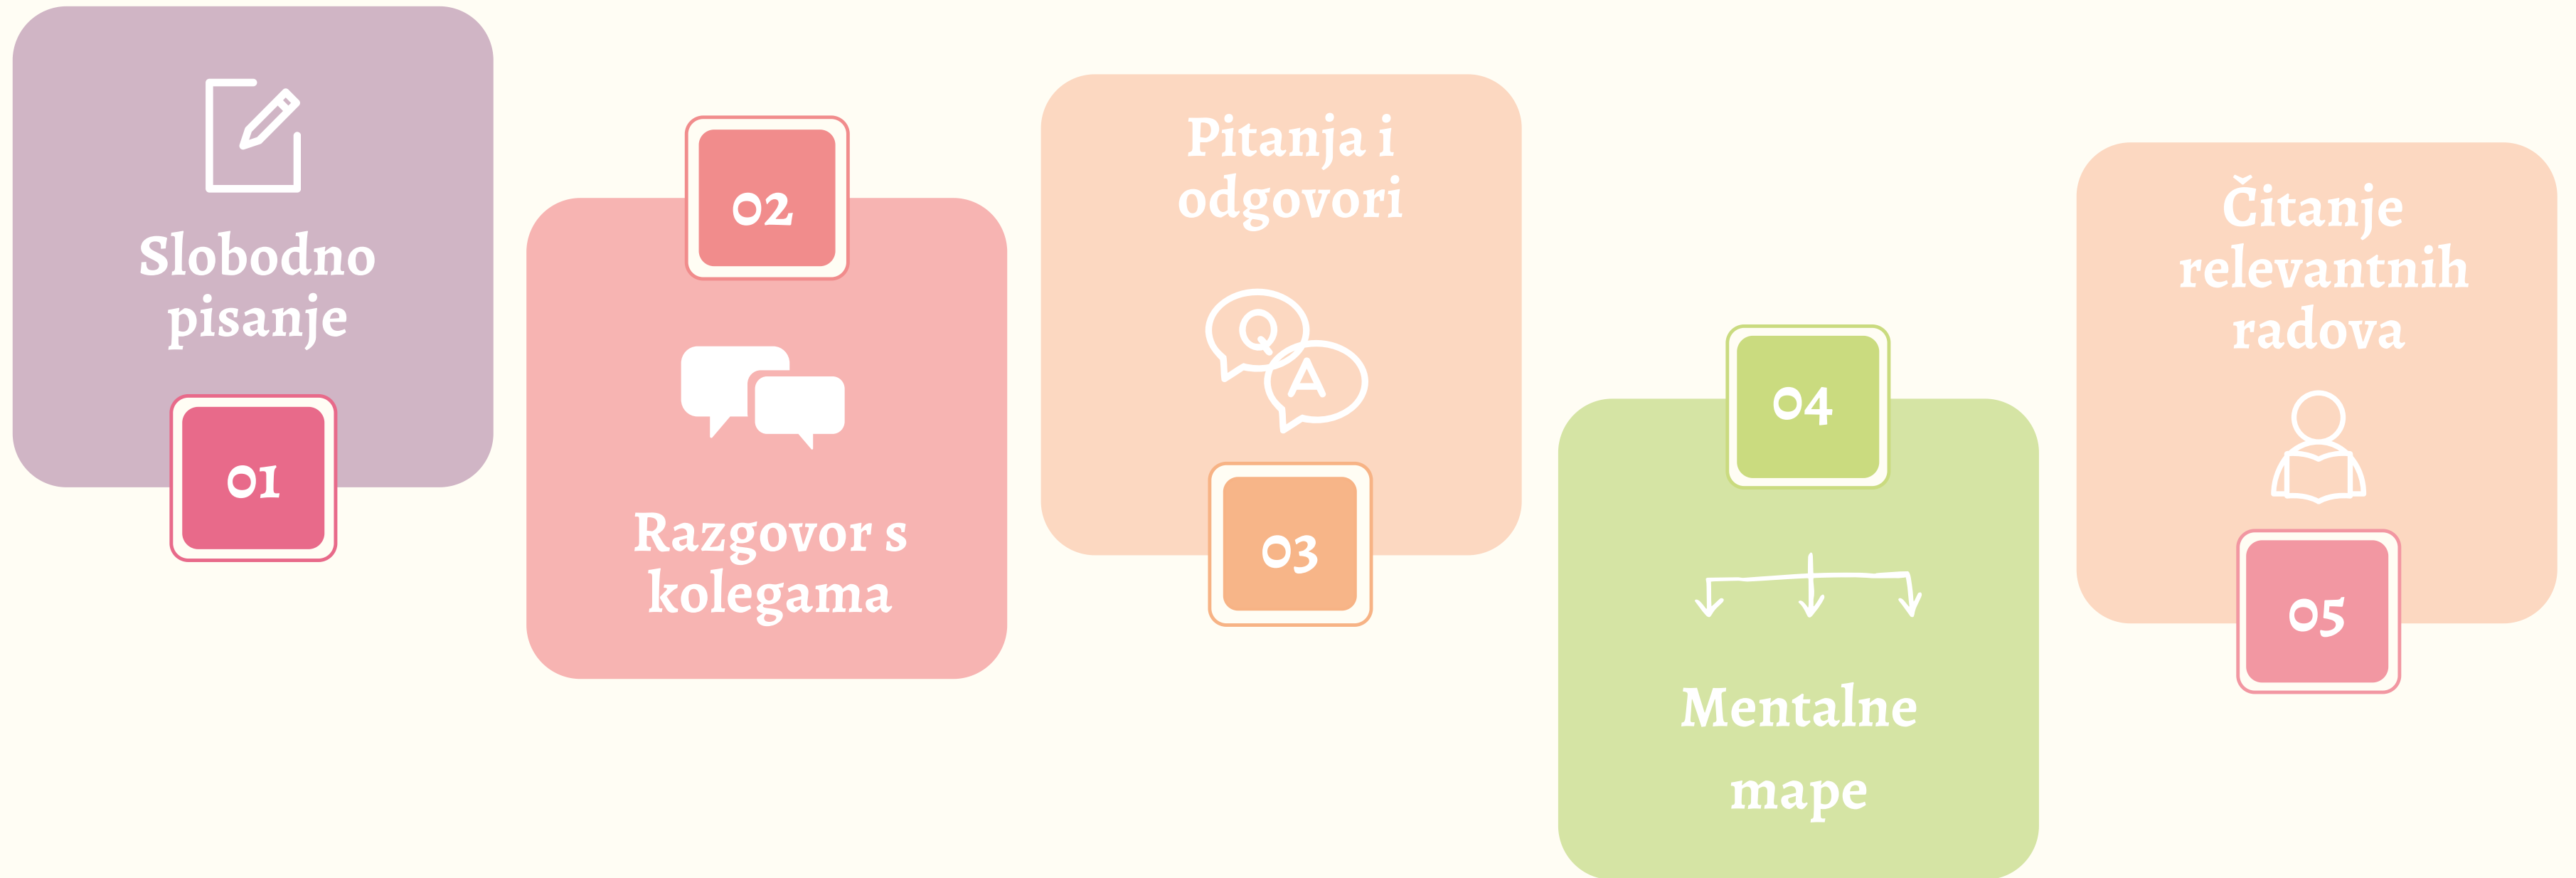 Slobodno
pisanje
01
02
Razgovor s
kolegama
Pitanja i
odgovori
Q
A
03
04
Mentalne
mape
Čitanje
relevantnih
radova
05